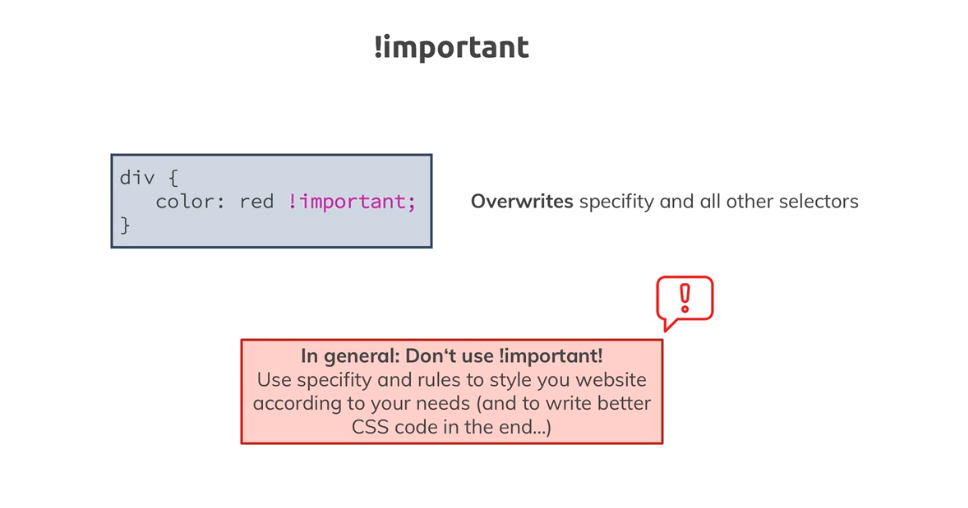 !important
div {
color: red !important;
}
Overwrites specifity and all other selectors
!
In general: Don‘t use !important!
Use specifity and rules to style you website
according to your needs (and to write better
CSS code in the end...)